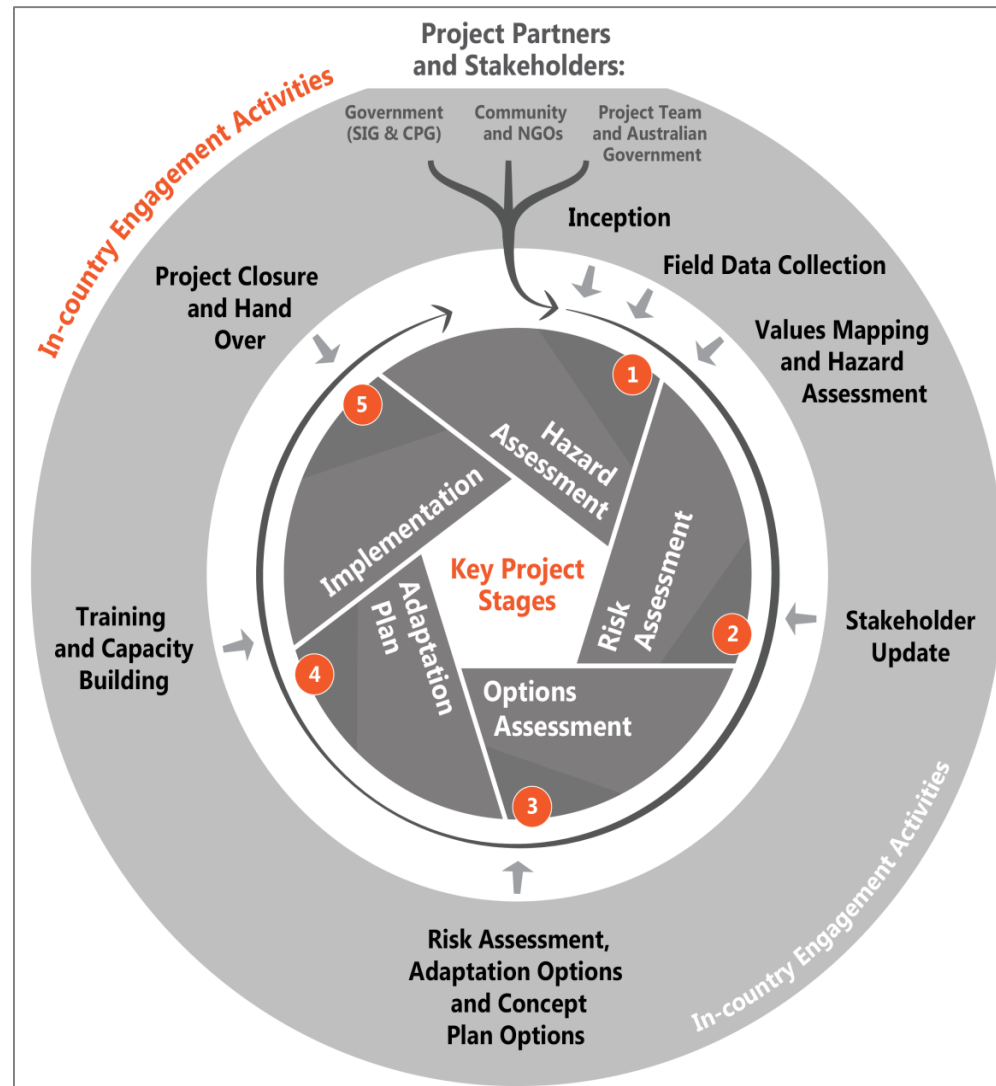 Project Partners
and Stakeholders:
Government
(SIG & CPG)
Community
and NGOs
Project Team
and Australian
Government
In-country Engagement Activities
Inception
Field Data Collection
Values Mapping
and Hazard
Assessment
Stakeholder
Update
Risk Assessment,
Adaptation Options
and Concept
Plan Options
Training
and Capacity
Building
Project Closure
and Hand
Over
Key Project
Stages
1
Hazard
Assessment
2
Risk
Assessment
3
Options
Assessment
4
Adaptation
Plan
5
Implementation
In-country Engagement Activities